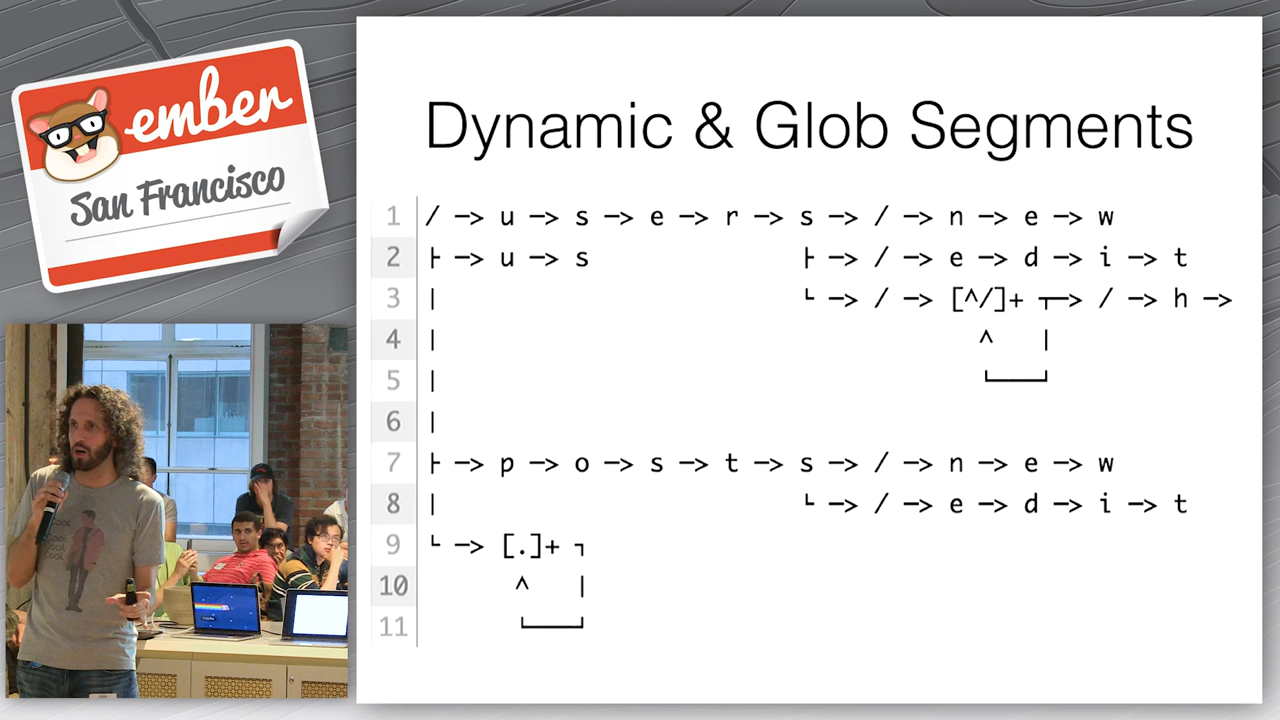 ember
San Francisco
Dynamic & Glob Segments
1 / —> u —> s —> e —> r —> s —> / —> n —> e —> w
2 ├ —> u —> s ├ —> / —> e —> d —> i —> t
3 | └ —> / —> [^/]+ ┬—> / —> h —>
4 | ^ |
5 | └───┘
6 |
7 ├ —> p —> o —> s —> t —> s —> / —> n —> e —> w
8 | └ —> / —> e —> d —> i —> t
9 └ —> [.]+ ┐
10 ^ |
11 └───┘